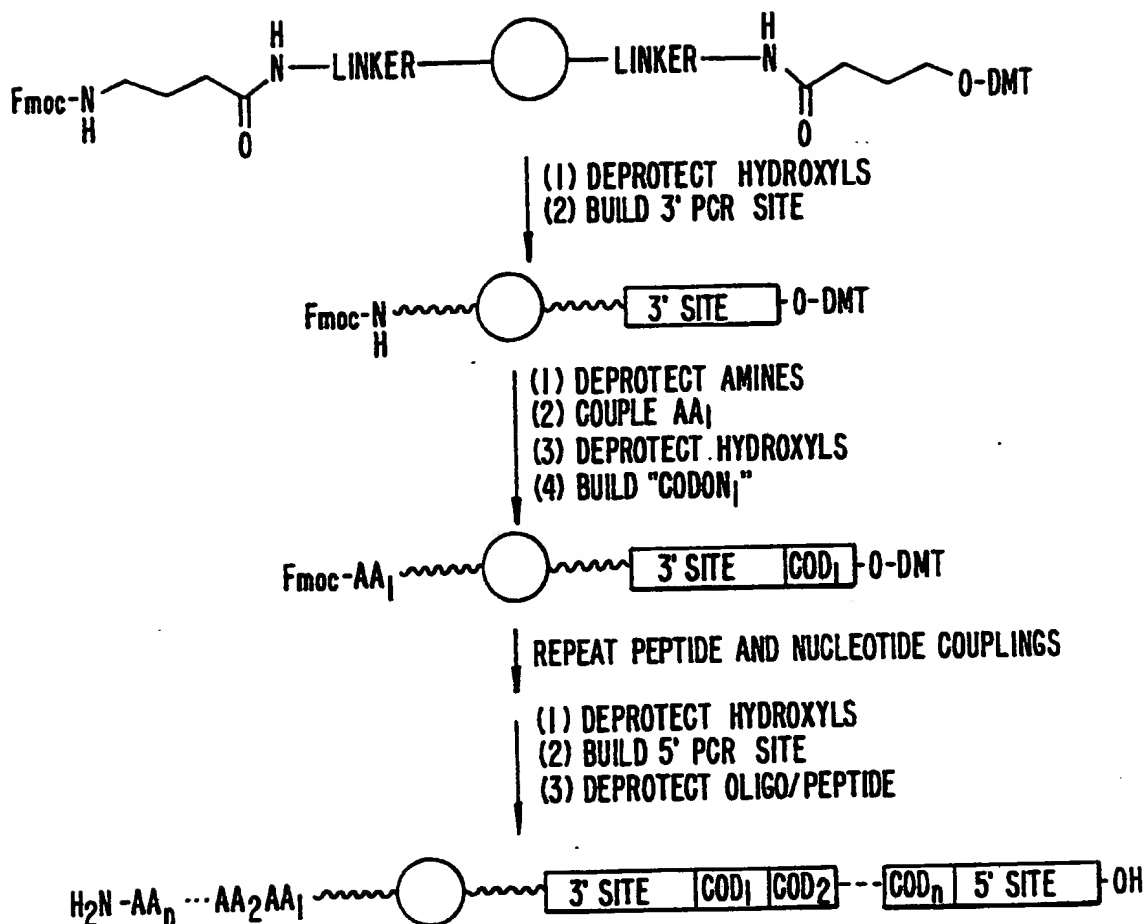 Fmoc-N H
H N LINKER
LINKER N H
O
O
O-DMT
(1) DEPROTECT HYDROXYLS
(2) BUILD 3' PCR SITE
Fmoc-N H
3' SITE O-DMT
(1) DEPROTECT AMINES
(2) COUPLE AA1
(3) DEPROTECT HYDROXYLS
(4) BUILD "CODON1"
Fmoc-AA1 3' SITE COD1 O-DMT
REPEAT PEPTIDE AND NUCLEOTIDE COUPLINGS
(1) DEPROTECT HYDROXYLS
(2) BUILD 5' PCR SITE
(3) DEPROTECT OLIGO/PEPTIDE
H2N-AAn ··· AA2AA1 3' SITE COD1 COD2 --- CODn 5' SITE OH